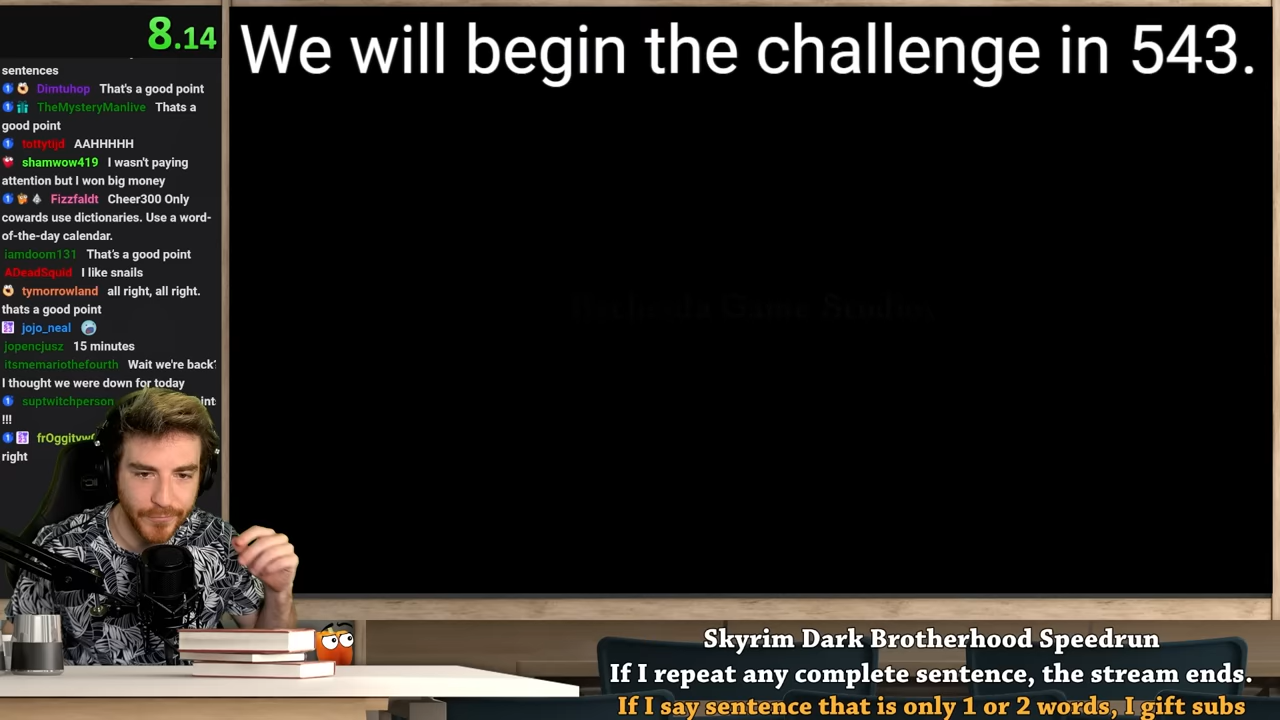 8.14
We will begin the challenge in 543.
sentences
Dimtuhop That's a good point
TheMysteryManlive Thats a
good point
tottytijd AAHHHHH
shamwow419 I wasn't paying
attention but I won big money
Fizzfaldt Cheer300 Only
cowards use dictionaries. Use a word-
of-the-day calendar.
iamdoom131 That's a good point
ADeadSquid I like snails
tymorrowland all right, all right.
thats a good point
jojo_neal
jopencjusz 15 minutes
itsmemariothefourth Wait we're back?
I thought we were down for today
suptwitchperson
!!!
right
Bethesda Game Studios
Skyrim Dark Brotherhood Speedrun
If I repeat any complete sentence, the stream ends.
If I say sentence that is only 1 or 2 words, I gift subs